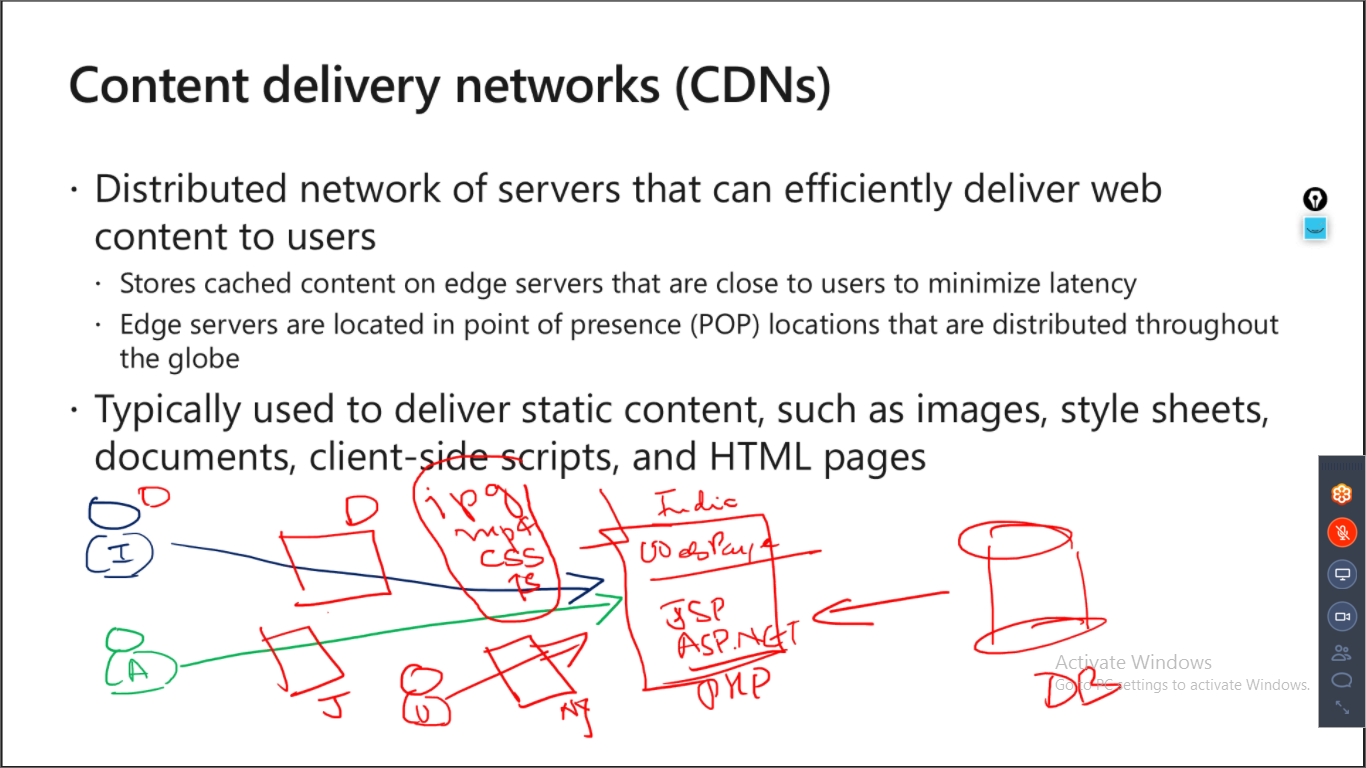 Content delivery networks (CDNs)
· Distributed network of servers that can efficiently deliver web
content to users
· Stores cached content on edge servers that are close to users to minimize latency
· Edge servers are located in point of presence (POP) locations that are distributed throughout
the globe
· Typically used to deliver static content, such as images, style sheets,
documents, client-side scripts, and HTML pages
D
I
D
jpg
mp4
CSS
JS
India
WebPage
JSP
ASP.NET
PHP
A
J
U
NJ
DB
Activate Windows
Go to PC settings to activate Windows.